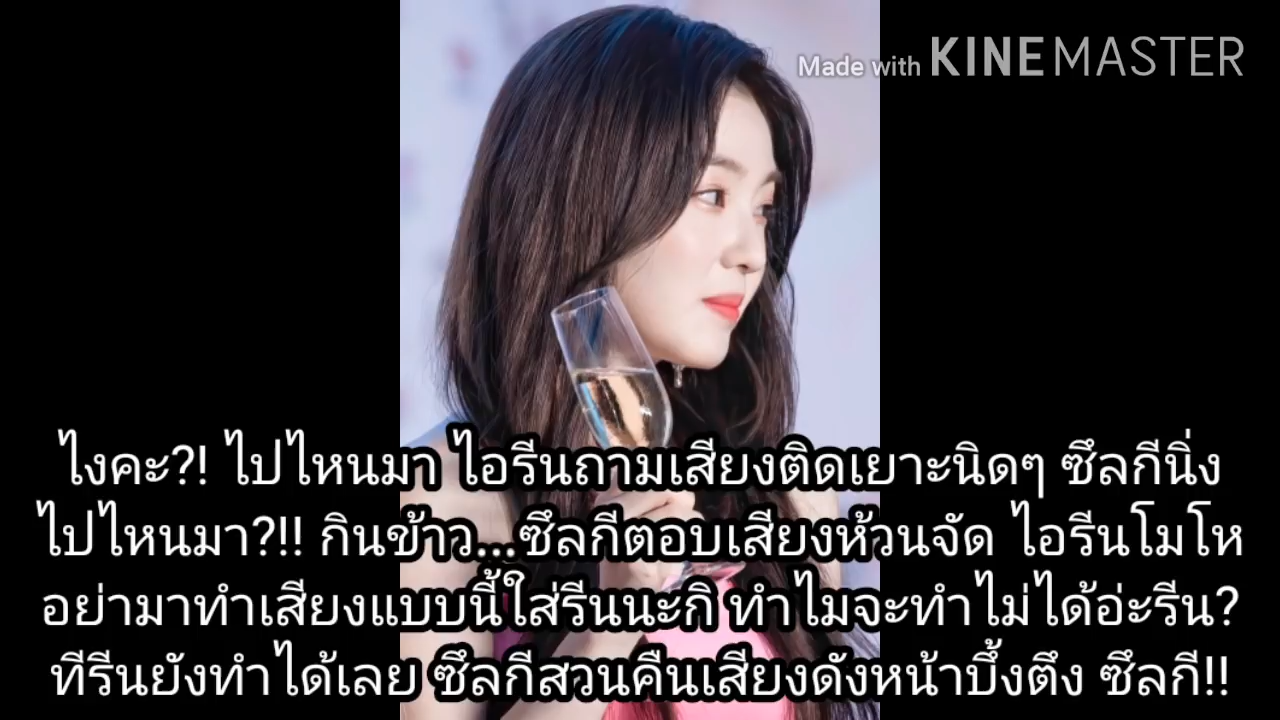 Made with KINEMASTER
ไงคะ?! ไปไหนมา ไอรีนถามเสียงติดเยาะนิดๆ ซึลกีนิ่ง
ไปไหนมา?!! กินข้าว...ซึลกีตอบเสียงห้วนจัด ไอรีนโมโห
อย่ามาทำเสียงแบบนี้ใส่รีนนะกิ ทำไมจะทำไม่ได้อ่ะรีน?
ทีรีนยังทำได้เลย ซึลกีสวนคืนเสียงดังหน้าบึ้งตึง ซึลกี!!